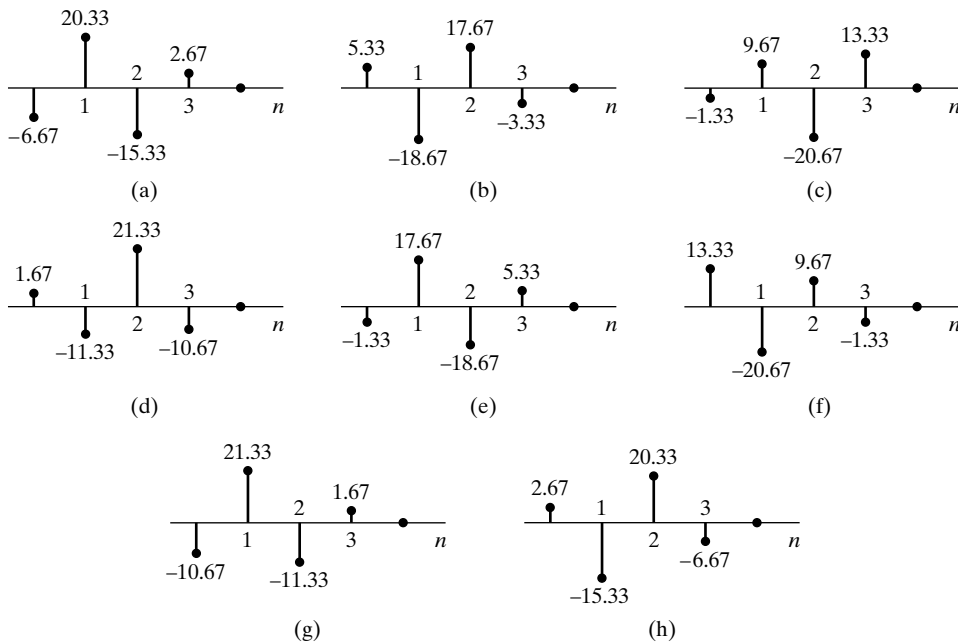 20.33 2.67 2 1 3 n −6.67 −15.33 (a)
5.33 17.67 1 3 2 n −3.33 −18.67 (b)
9.67 13.33 2 −1.33 1 3 n −20.67 (c)
21.33 1.67 1 3 2 n −11.33 −10.67 (d)
17.67 5.33 2 1 3 n −1.33 −18.67 (e)
13.33 9.67 1 3 2 n −1.33 −20.67 (f)
21.33 1.67 2 1 3 n −10.67 −11.33 (g)
20.33 2.67 1 3 2 n −6.67 −15.33 (h)